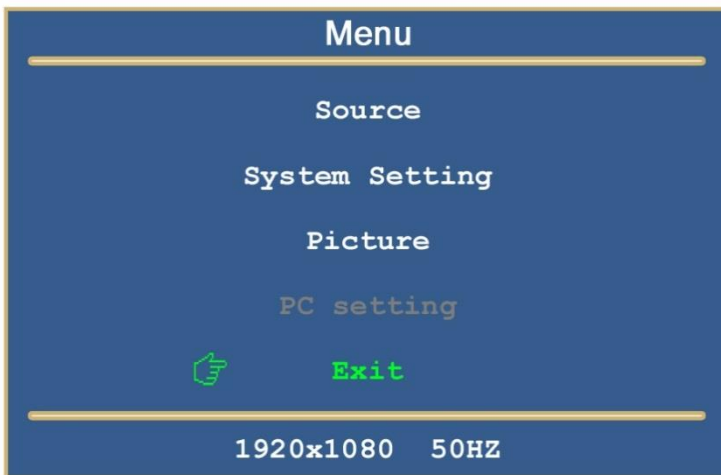 Menu
Source
System Setting
Picture
PC setting
Exit
1920x1080 50HZ